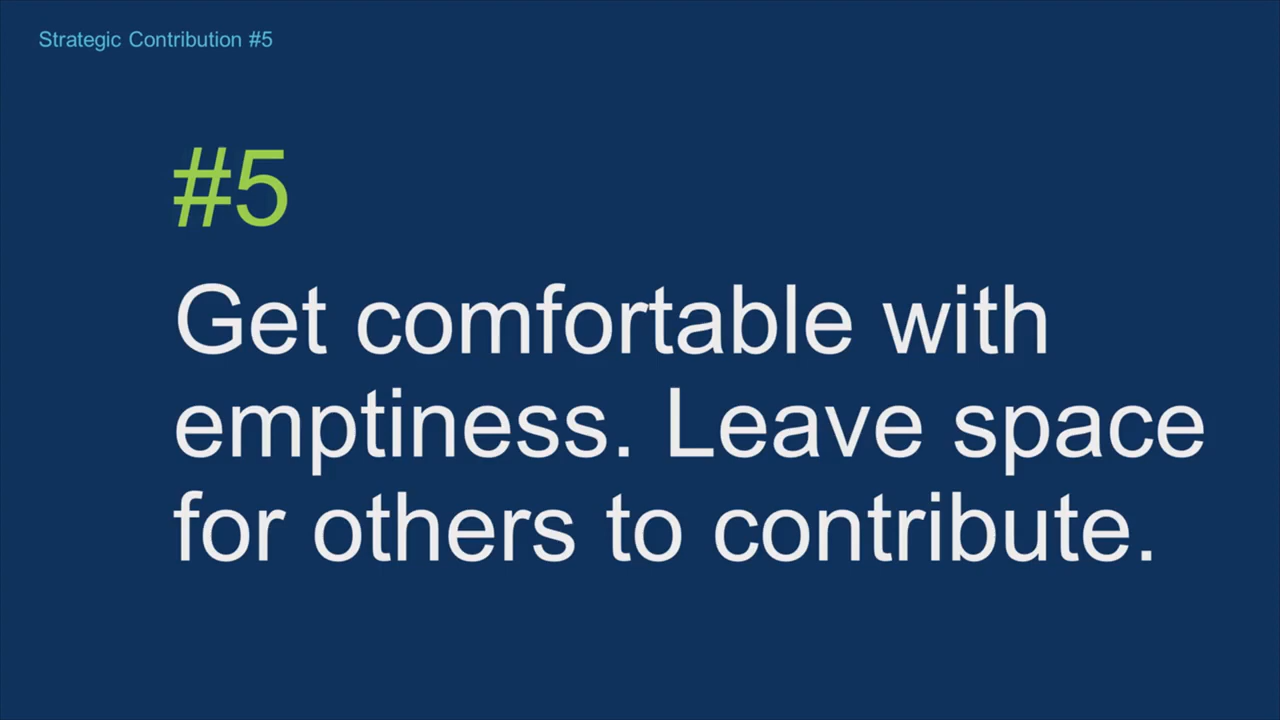 Strategic Contribution #5
#5
Get comfortable with
emptiness. Leave space
for others to contribute.